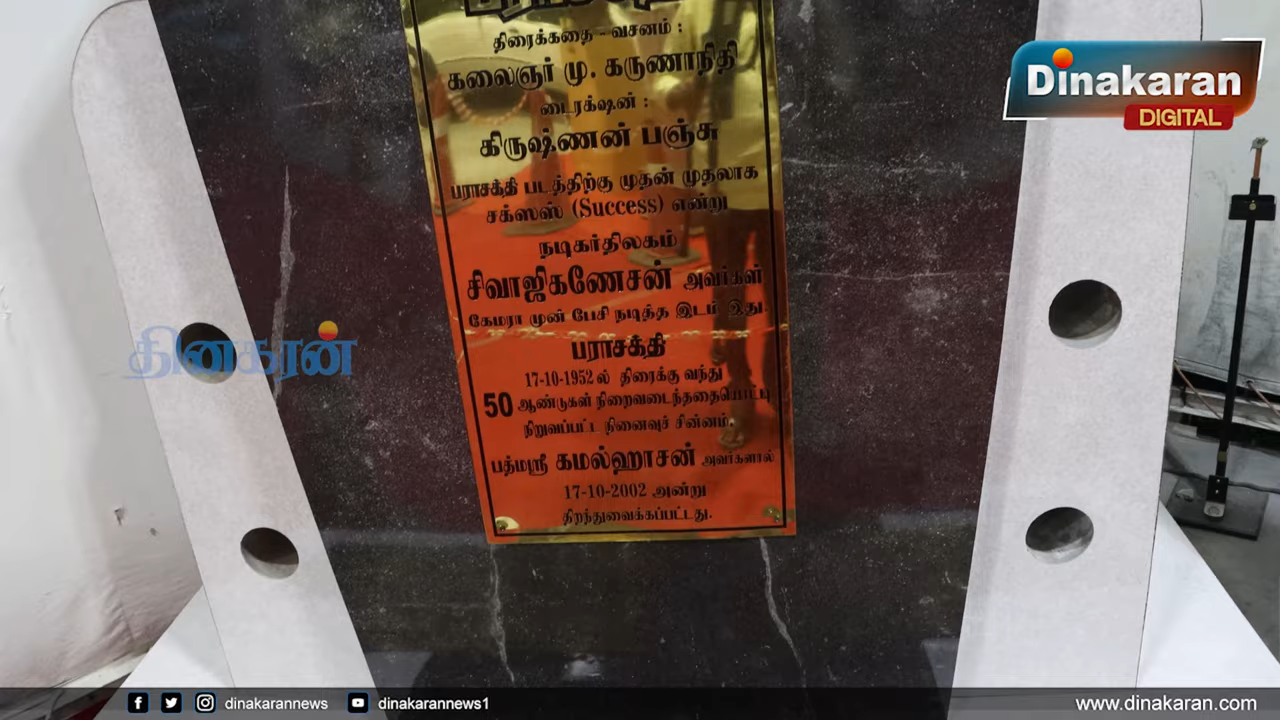 திரைக்கதை - வசனம் :
கலைஞர் மு. கருணாநிதி
டைரக்‌ஷன் :
கிருஷ்ணன் பஞ்சு
பராசக்தி படத்திற்கு முதன் முதலாக
சக்ஸஸ் (Success) என்று
நடிகர்திலகம்
சிவாஜிகணேசன் அவர்கள்
கேமரா முன் பேசி நடித்த இடம் இது.
பராசக்தி
17-10-1952 ல் திரைக்கு வந்து
50 ஆண்டுகள் நிறைவடைந்ததையொட்டி
நிறுவப்பட்ட நினைவுச் சின்னம்.
பத்மஸ்ரீ கமல்ஹாசன் அவர்களால்
17-10-2002 அன்று
திறந்துவைக்கப்பட்டது.
Dinakaran
DIGITAL
தினகரன்
dinakarannews
dinakarannews1
www.dinakaran.com